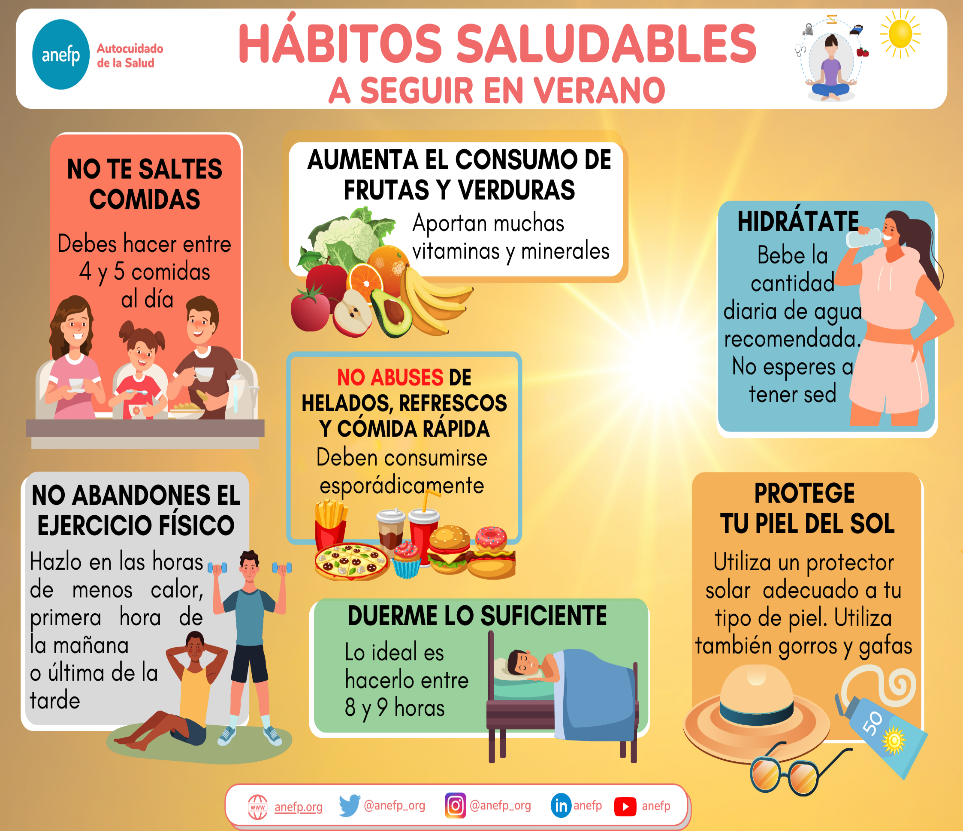 anefp
Autocuidado
de la Salud
HÁBITOS SALUDABLES
A SEGUIR EN VERANO
NO TE SALTES
COMIDAS
Debes hacer entre
4 y 5 comidas
al día
AUMENTA EL CONSUMO DE
FRUTAS Y VERDURAS
Aportan muchas
vitaminas y minerales
HIDRÁTATE
Bebe la
cantidad
diaria de agua
recomendada.
No esperes a
tener sed
NO ABUSES DE
HELADOS, REFRESCOS
Y CÓMIDA RÁPIDA
Deben consumirse
esporádicamente
NO ABANDONES EL
EJERCICIO FÍSICO
Hazlo en las horas
de menos calor,
primera hora de
la mañana
o última de la
tarde
DUERME LO SUFICIENTE
Lo ideal es
hacerlo entre
8 y 9 horas
PROTEGE
TU PIEL DEL SOL
Utiliza un protector
solar adecuado a tu
tipo de piel. Utiliza
también gorros y gafas
50
www
anefp.org
@anefp_org
@anefp_org
in
anefp
anefp